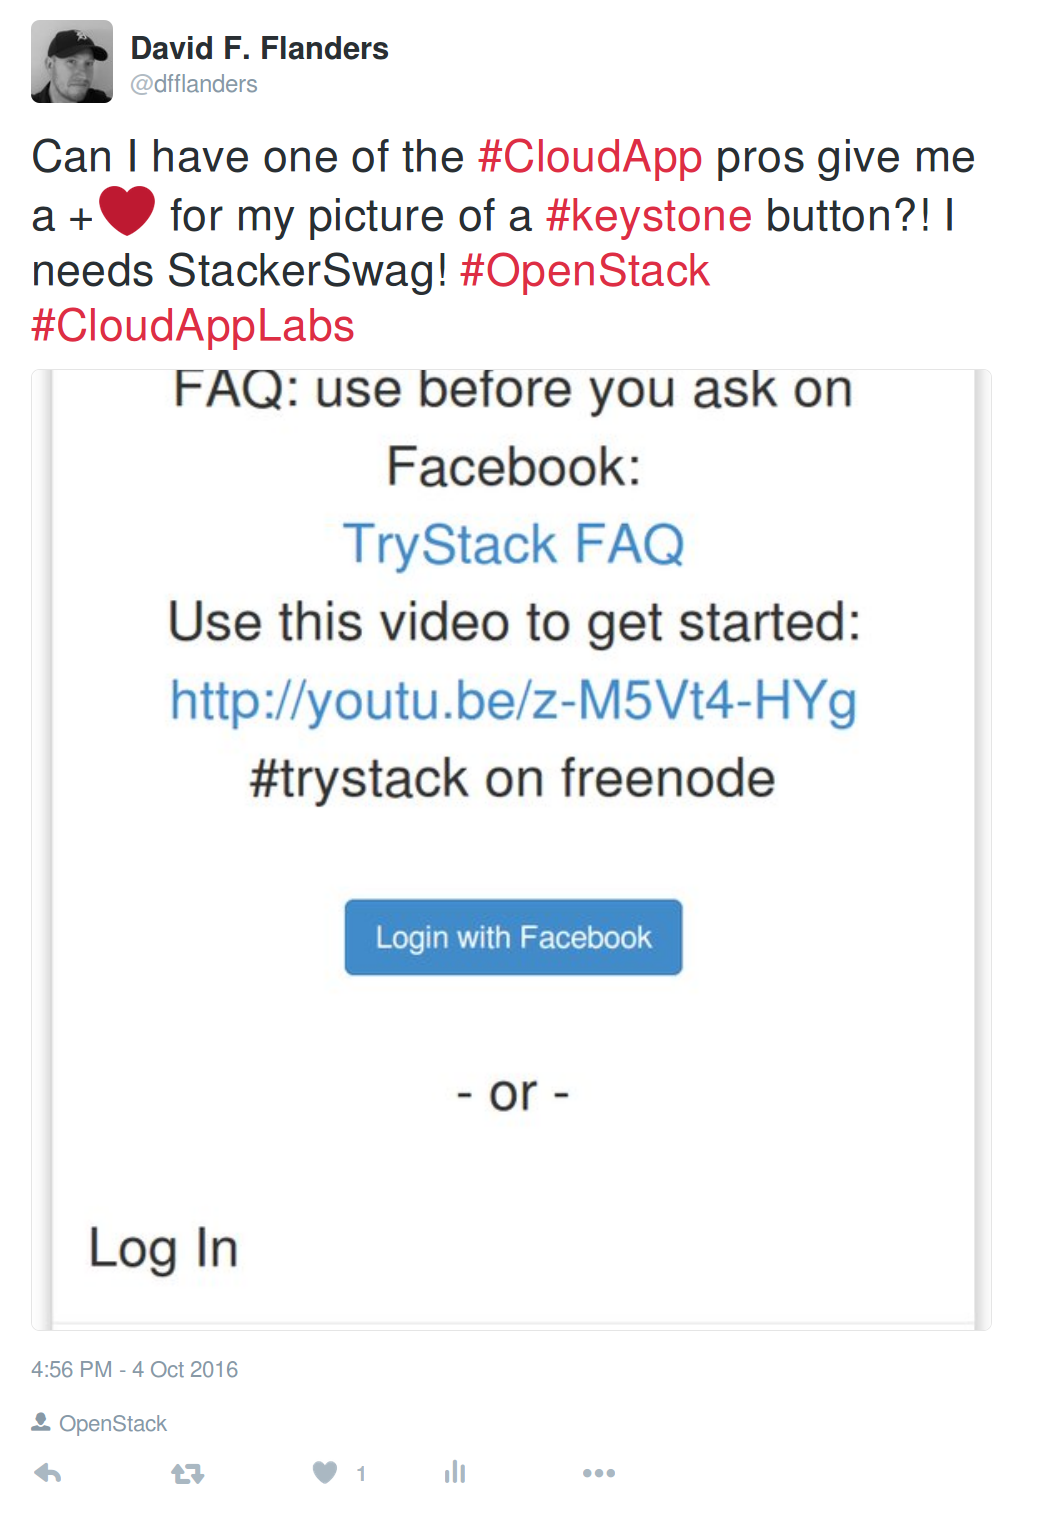 David F. Flanders
@dfflanders
Can I have one of the #CloudApp pros give me
a +❤ for my picture of a #keystone button?! I
needs StackerSwag! #OpenStack
#CloudAppLabs
FAQ: use before you ask on
Facebook:
TryStack FAQ
Use this video to get started:
http://youtu.be/z-M5Vt4-HYg
#trystack on freenode
Login with Facebook
- or -
Log In
4:56 PM - 4 Oct 2016
OpenStack
1